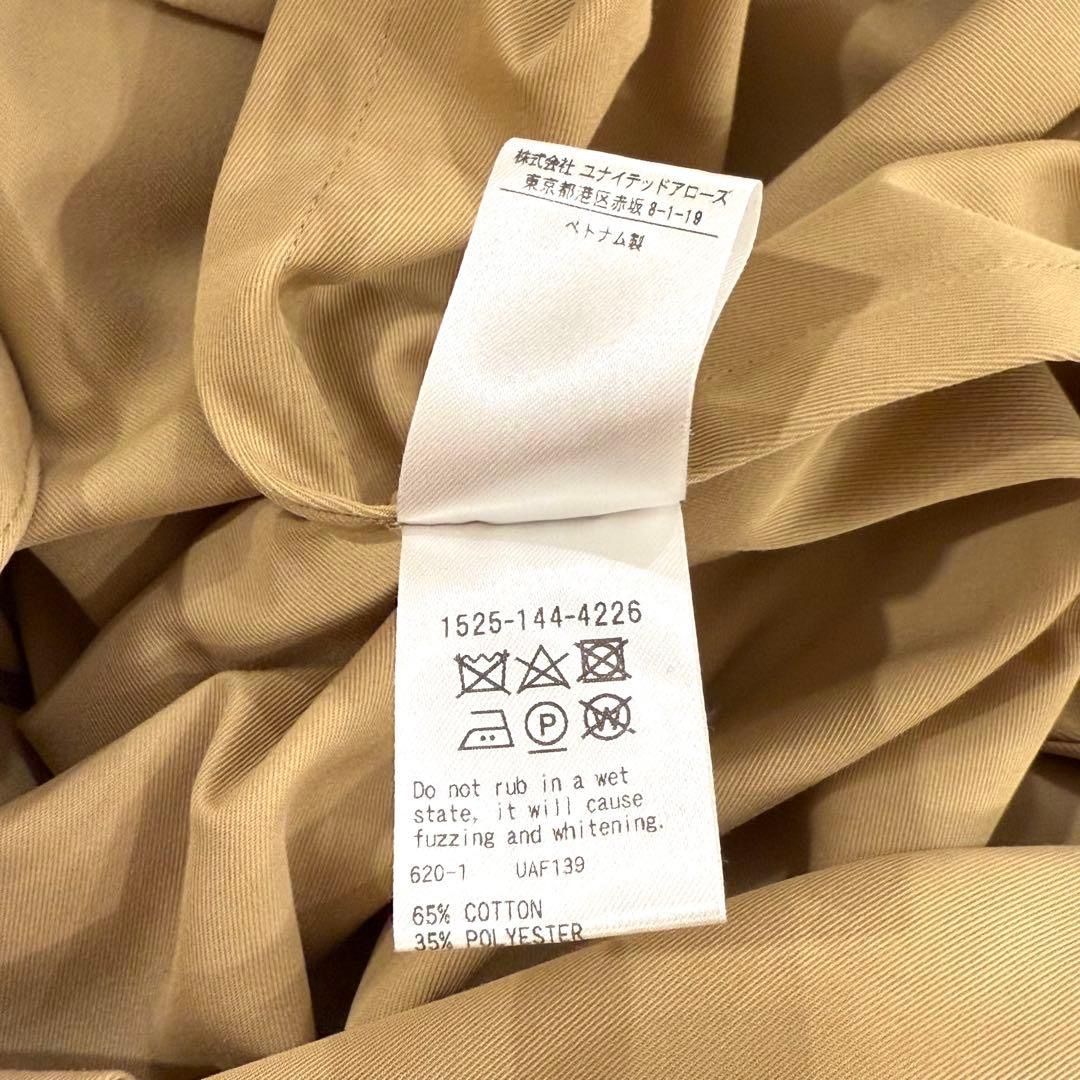 株式会社 ユナイテッドアローズ
東京都港区赤坂 8-1-19
ベトナム製
1525-144-4226
P W
Do not rub in a wet
state, it will cause
fuzzing and whitening.
620-1 UAF139
65% COTTON
35% POLYESTER